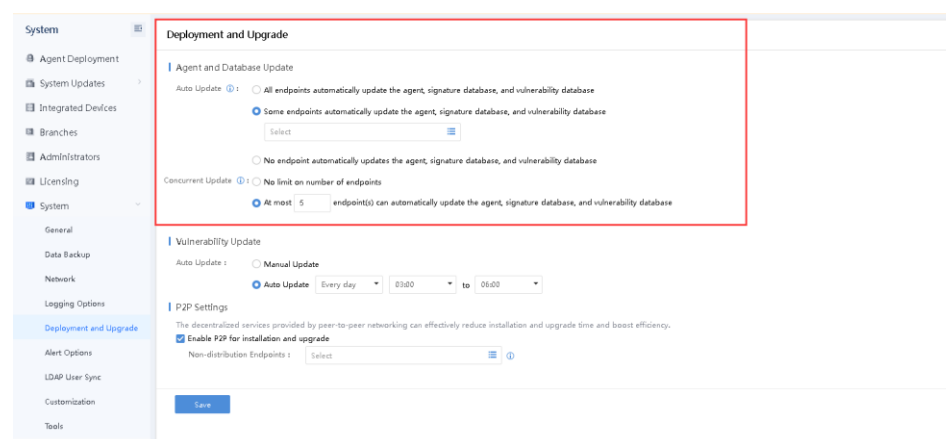 System
Agent Deployment
System Updates
Integrated Devices
Branches
Administrators
Licensing
System
General
Data Backup
Network
Logging Options
Deployment and Upgrade
Alert Options
LDAP User Sync
Customization
Tools
Deployment and Upgrade
Agent and Database Update
Auto Update : All endpoints automatically update the agent, signature database, and vulnerability database
Some endpoints automatically update the agent, signature database, and vulnerability database
Select
No endpoint automatically updates the agent, signature database, and vulnerability database
Concurrent Update : No limit on number of endpoints
At most 5 endpoint(s) can automatically update the agent, signature database, and vulnerability database
Vulnerability Update
Auto Update : Manual Update
Auto Update Every day 03:00 to 06:00
P2P Settings
The decentralized services provided by peer-to-peer networking can effectively reduce installation and upgrade time and boost efficiency.
Enable P2P for installation and upgrade
Non-distribution Endpoints : Select
Save